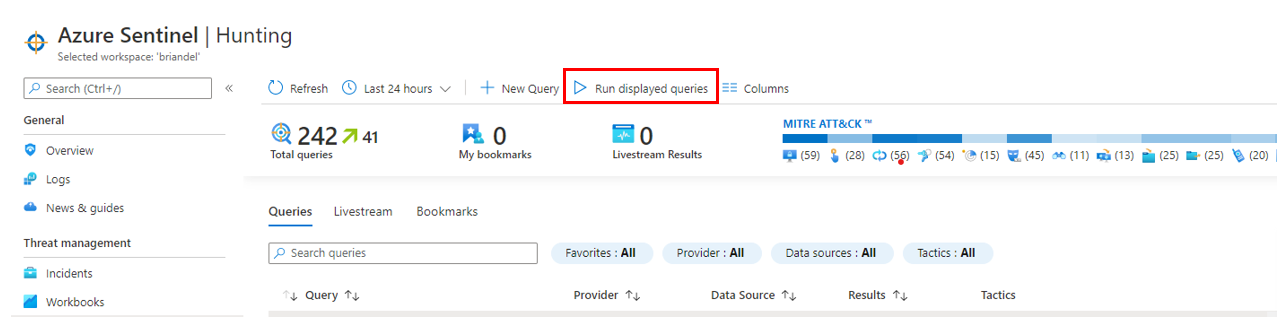 Azure Sentinel | Hunting
Selected workspace: 'briandel'
Search (Ctrl+/) «
General
Overview
Logs
News & guides
Threat management
Incidents
Workbooks
Refresh Last 24 hours New Query Run displayed queries Columns
242 41 0 0
Total queries My bookmarks Livestream Results
MITRE ATT&CK ™
(59) (28) (56) (54) (15) (45) (11) (13) (25) (25) (20)
Queries Livestream Bookmarks
Search queries Favorites : All Provider : All Data sources : All Tactics : All
Query Provider Data Source Results Tactics